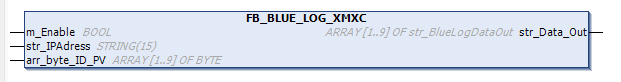 FB_BLUE_LOG_XMXC
m_Enable BOOL ARRAY [1..9] OF str_BlueLogDataOut str_Data_Out
str_IPAdress STRING(15)
arr_byte_ID_PV ARRAY [1..9] OF BYTE